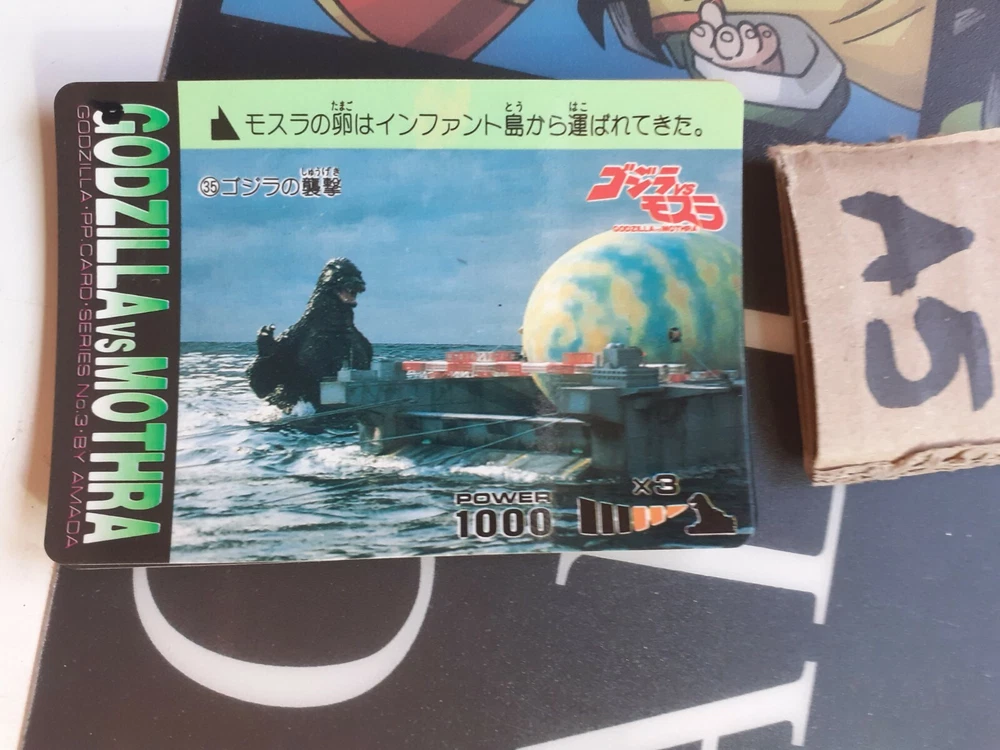 モスラの卵はインファント島から運ばれてきた。
たまご
とう
はこ
㉟ゴジラの襲撃
しゅうげき
ゴジラVSモスラ
GODZILLA VS MOTHRA
GODZILLA VS MOTHRA
GODZILLA・PP.CARD・SERIES No.3・BY AMADA
POWER
1000
×3
A5